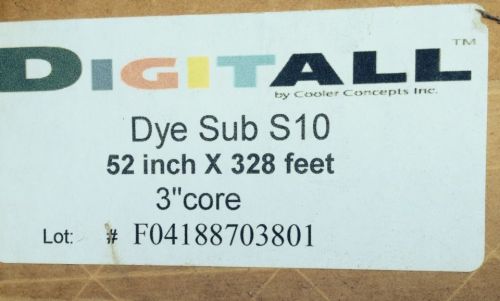 DIGITALL™
by Cooler Concepts Inc.
Dye Sub S10
52 inch X 328 feet
3"core
Lot: # F04188703801